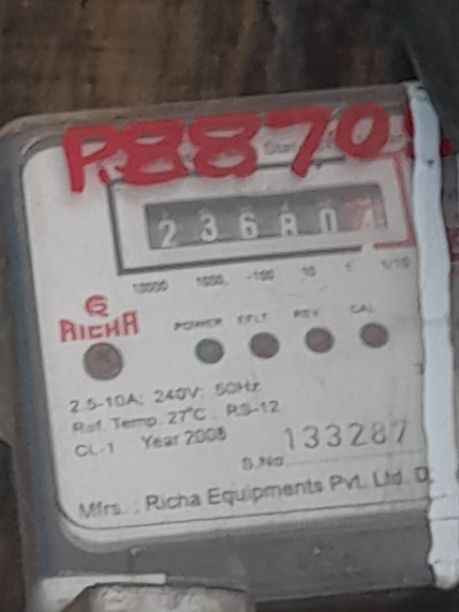 R8870
236804
10000 1000 100 10 1 1/10
RICHA
POWER EFLT REV CAL
2.5-10A; 240V; 50Hz
Ref. Temp. 27°C . RS-12
CL-1 Year 2008
S.No. 133287
Mfrs. : Richa Equipments Pvt. Ltd. D